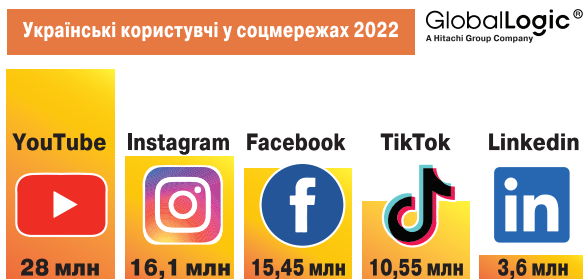 Українські користувчі у соцмережах 2022
GlobalLogic®
A Hitachi Group Company
YouTube Instagram Facebook TikTok Linkedin
f in
28 млн 16,1 млн 15,45 млн 10,55 млн 3,6 млн